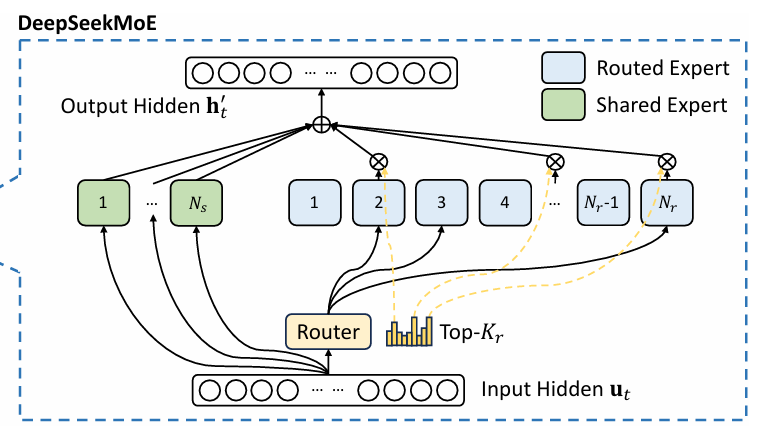 DeepSeekMoE
... ...
Routed Expert
Shared Expert
Output Hidden h′ₜ
1 ... Nₛ 1 2 3 4 ... Nᵣ-1 Nᵣ
Router
Top-Kᵣ
... ...
Input Hidden uₜ